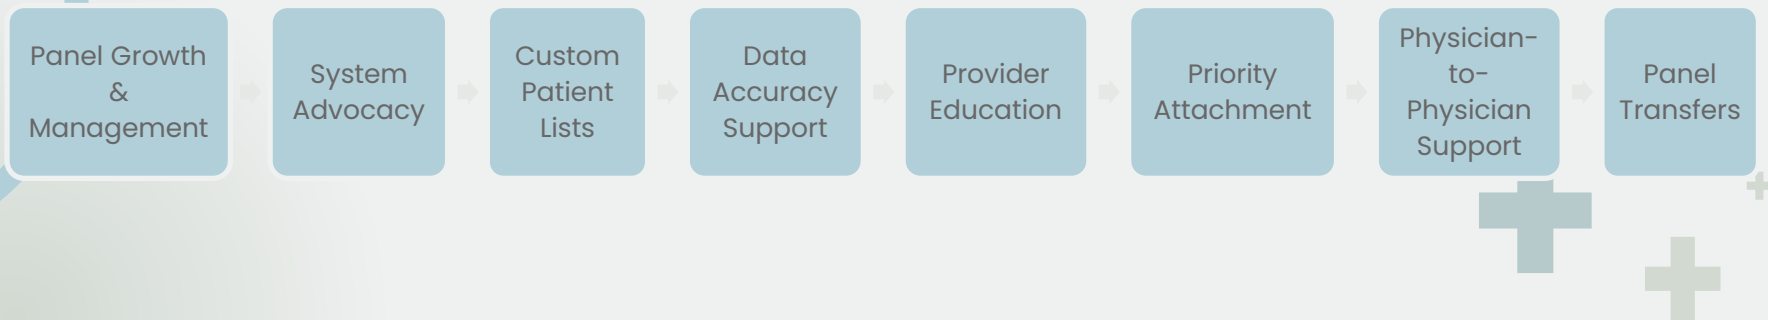 Panel Growth
&
Management
System
Advocacy
Custom
Patient
Lists
Data
Accuracy
Support
Provider
Education
Priority
Attachment
Physician-
to-
Physician
Support
Panel
Transfers